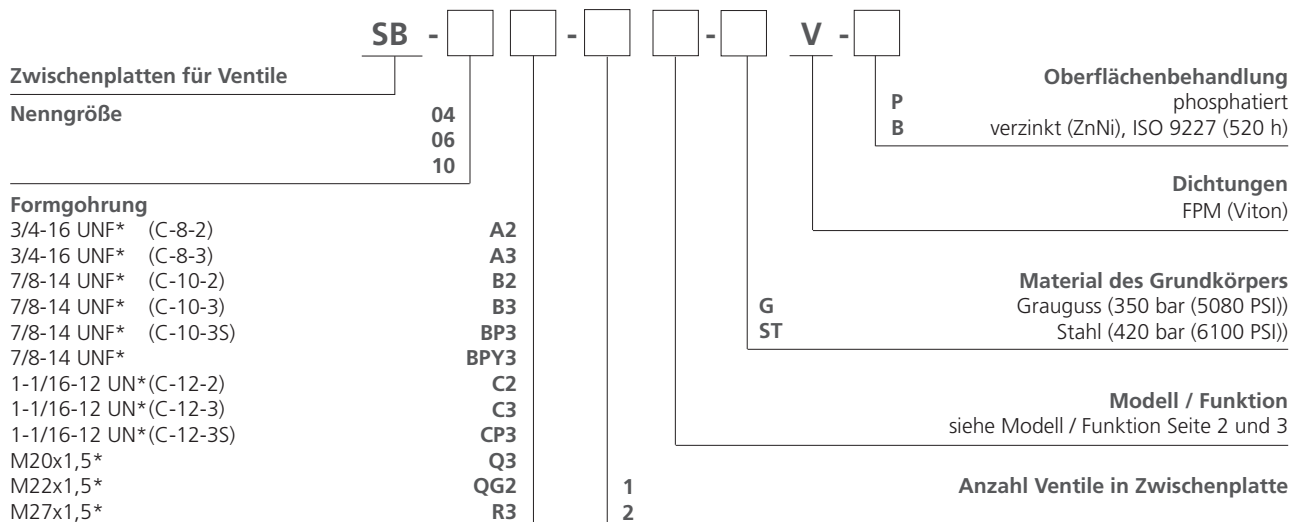 SB - - - V -
Zwischenplatten für Ventile
Nenngröße
04
06
10
Formgohrung
3/4-16 UNF* (C-8-2) A2
3/4-16 UNF* (C-8-3) A3
7/8-14 UNF* (C-10-2) B2
7/8-14 UNF* (C-10-3) B3
7/8-14 UNF* (C-10-3S) BP3
7/8-14 UNF* BPY3
1-1/16-12 UN*(C-12-2) C2
1-1/16-12 UN*(C-12-3) C3
1-1/16-12 UN*(C-12-3S) CP3
M20x1,5* Q3
M22x1,5* QG2
M27x1,5* R3
Oberflächenbehandlung
P phosphatiert
B verzinkt (ZnNi), ISO 9227 (520 h)
Dichtungen
FPM (Viton)
Material des Grundkörpers
G Grauguss (350 bar (5080 PSI))
ST Stahl (420 bar (6100 PSI))
Modell / Funktion
siehe Modell / Funktion Seite 2 und 3
Anzahl Ventile in Zwischenplatte
1
2